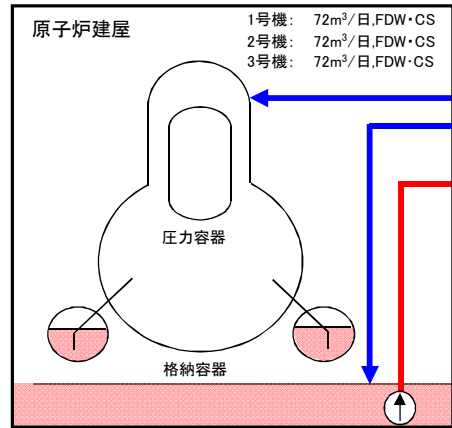 原子炉建屋
1号機： 72m³/日,FDW・CS
2号機： 72m³/日,FDW・CS
3号機： 72m³/日,FDW・CS
圧力容器
格納容器